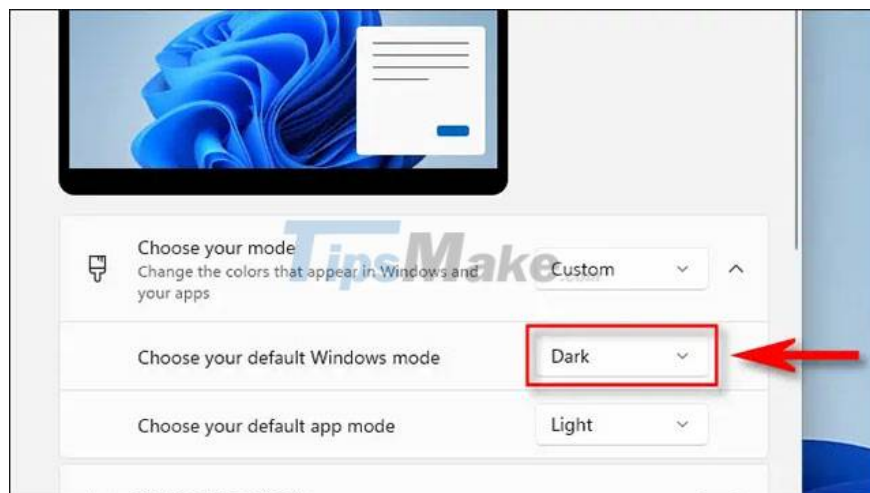 Choose your mode
Change the colors that appear in Windows and
your apps
TipsMake
.com
Custom
Choose your default Windows mode
Dark
Choose your default app mode
Light